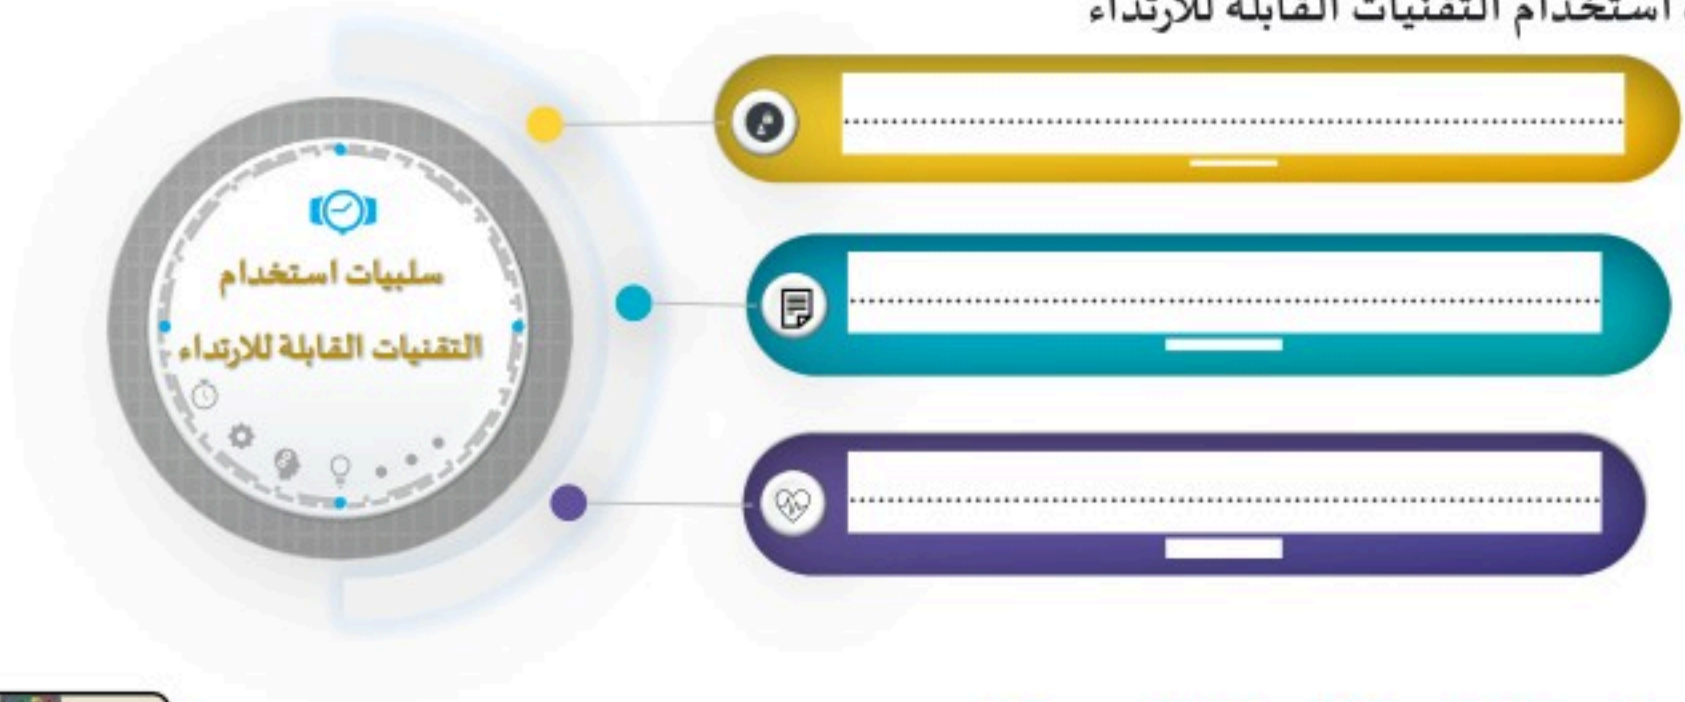 استخدام التقنيات القابلة للارتداء
سلبيات استخدام
التقنيات القابلة للارتداء